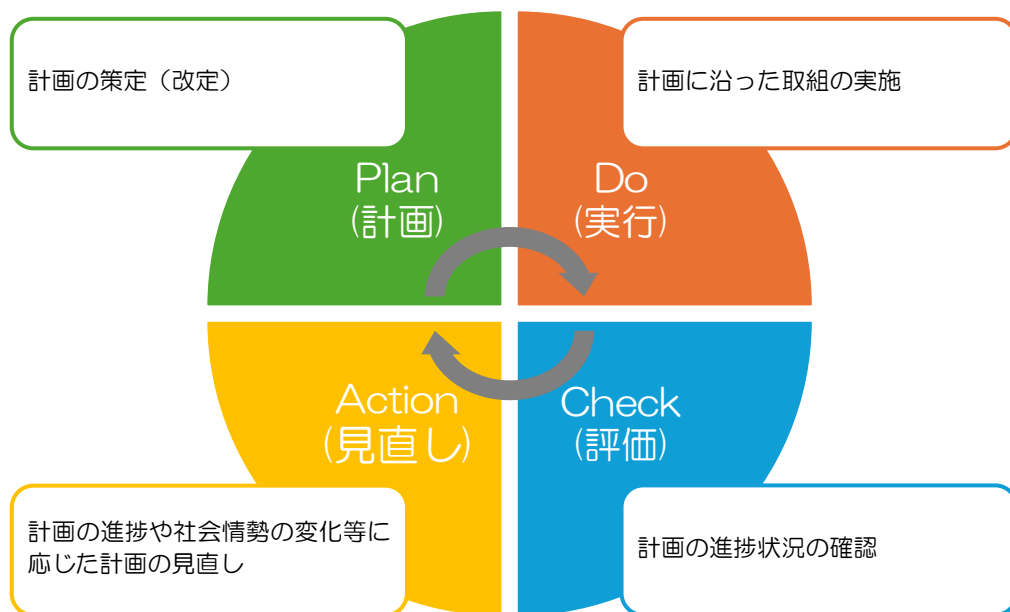 計画の策定（改定）
計画に沿った取組の実施
Plan
(計画)
Do
(実行)
Action
(見直し)
Check
(評価)
計画の進捗や社会情勢の変化等に
応じた計画の見直し
計画の進捗状況の確認